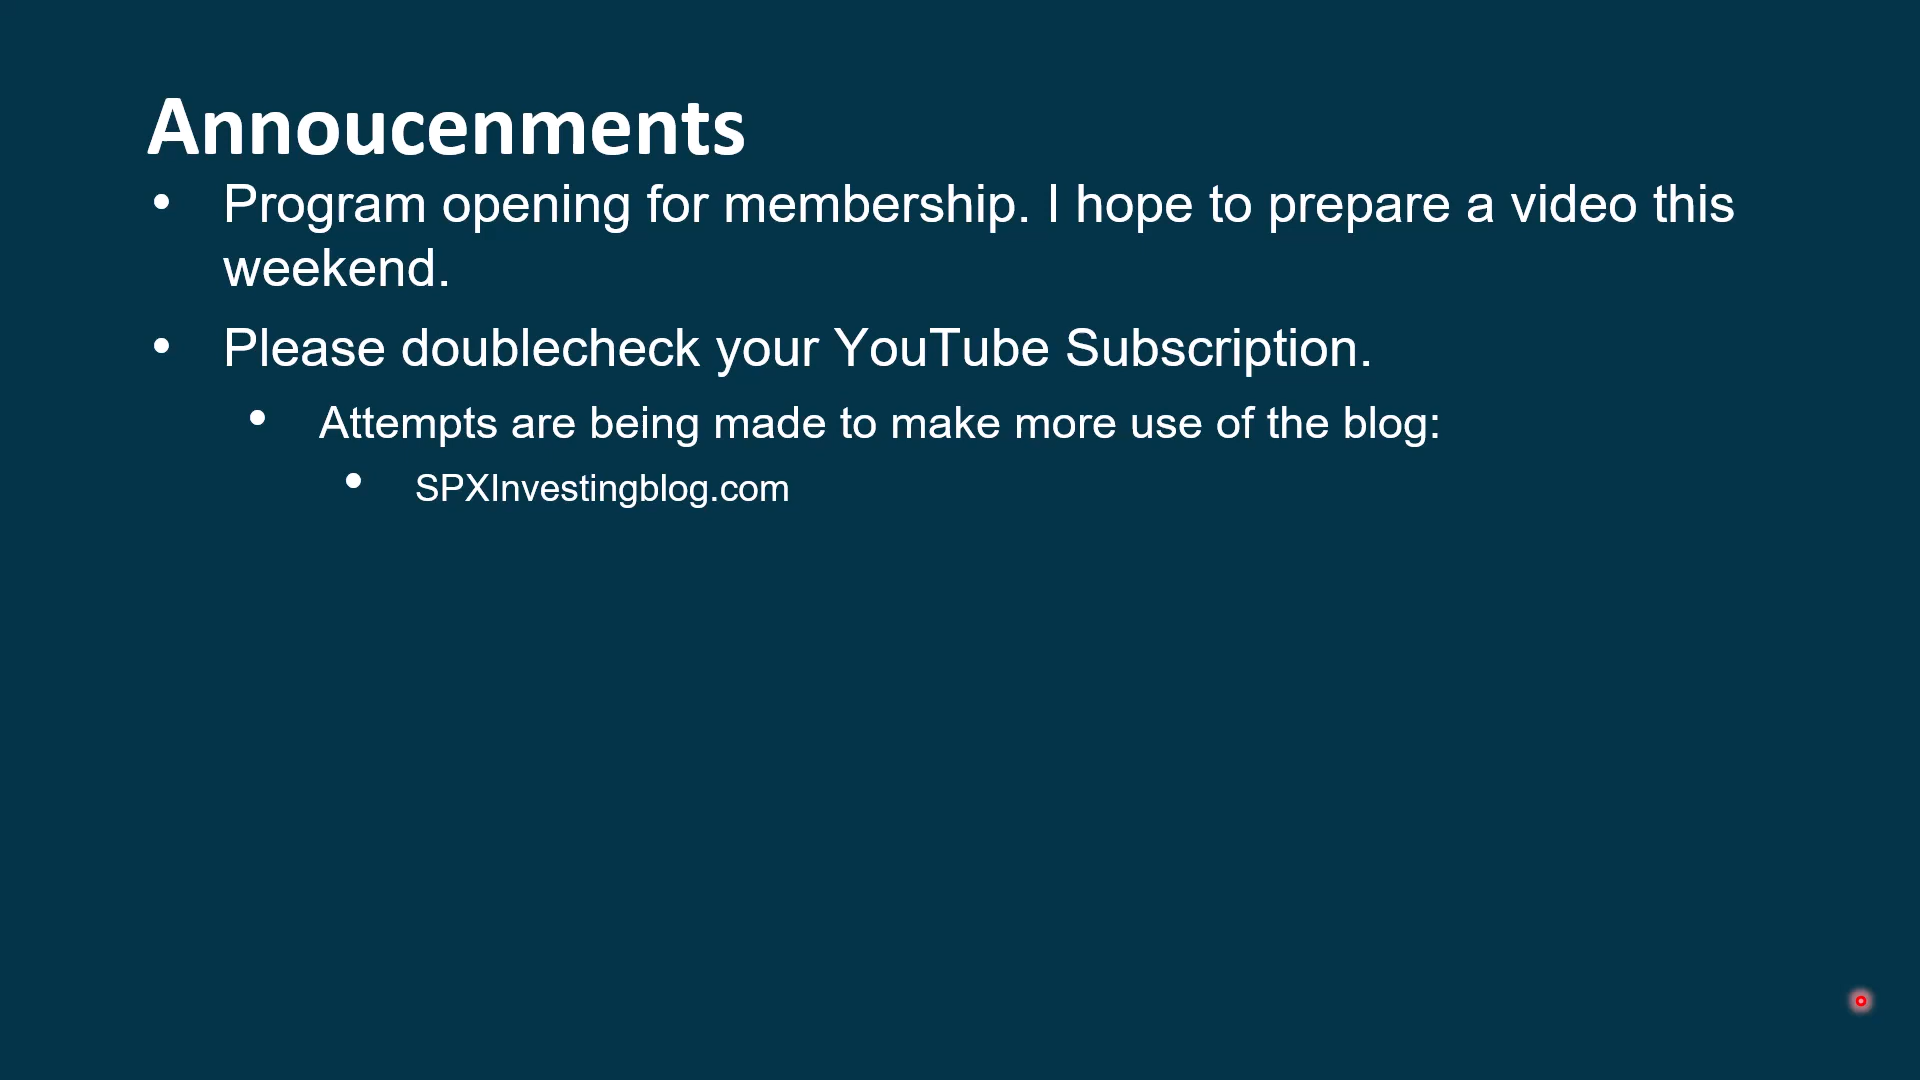 Annoucenments
• Program opening for membership. I hope to prepare a video this
weekend.
• Please doublecheck your YouTube Subscription.
• Attempts are being made to make more use of the blog:
• SPXInvestingblog.com